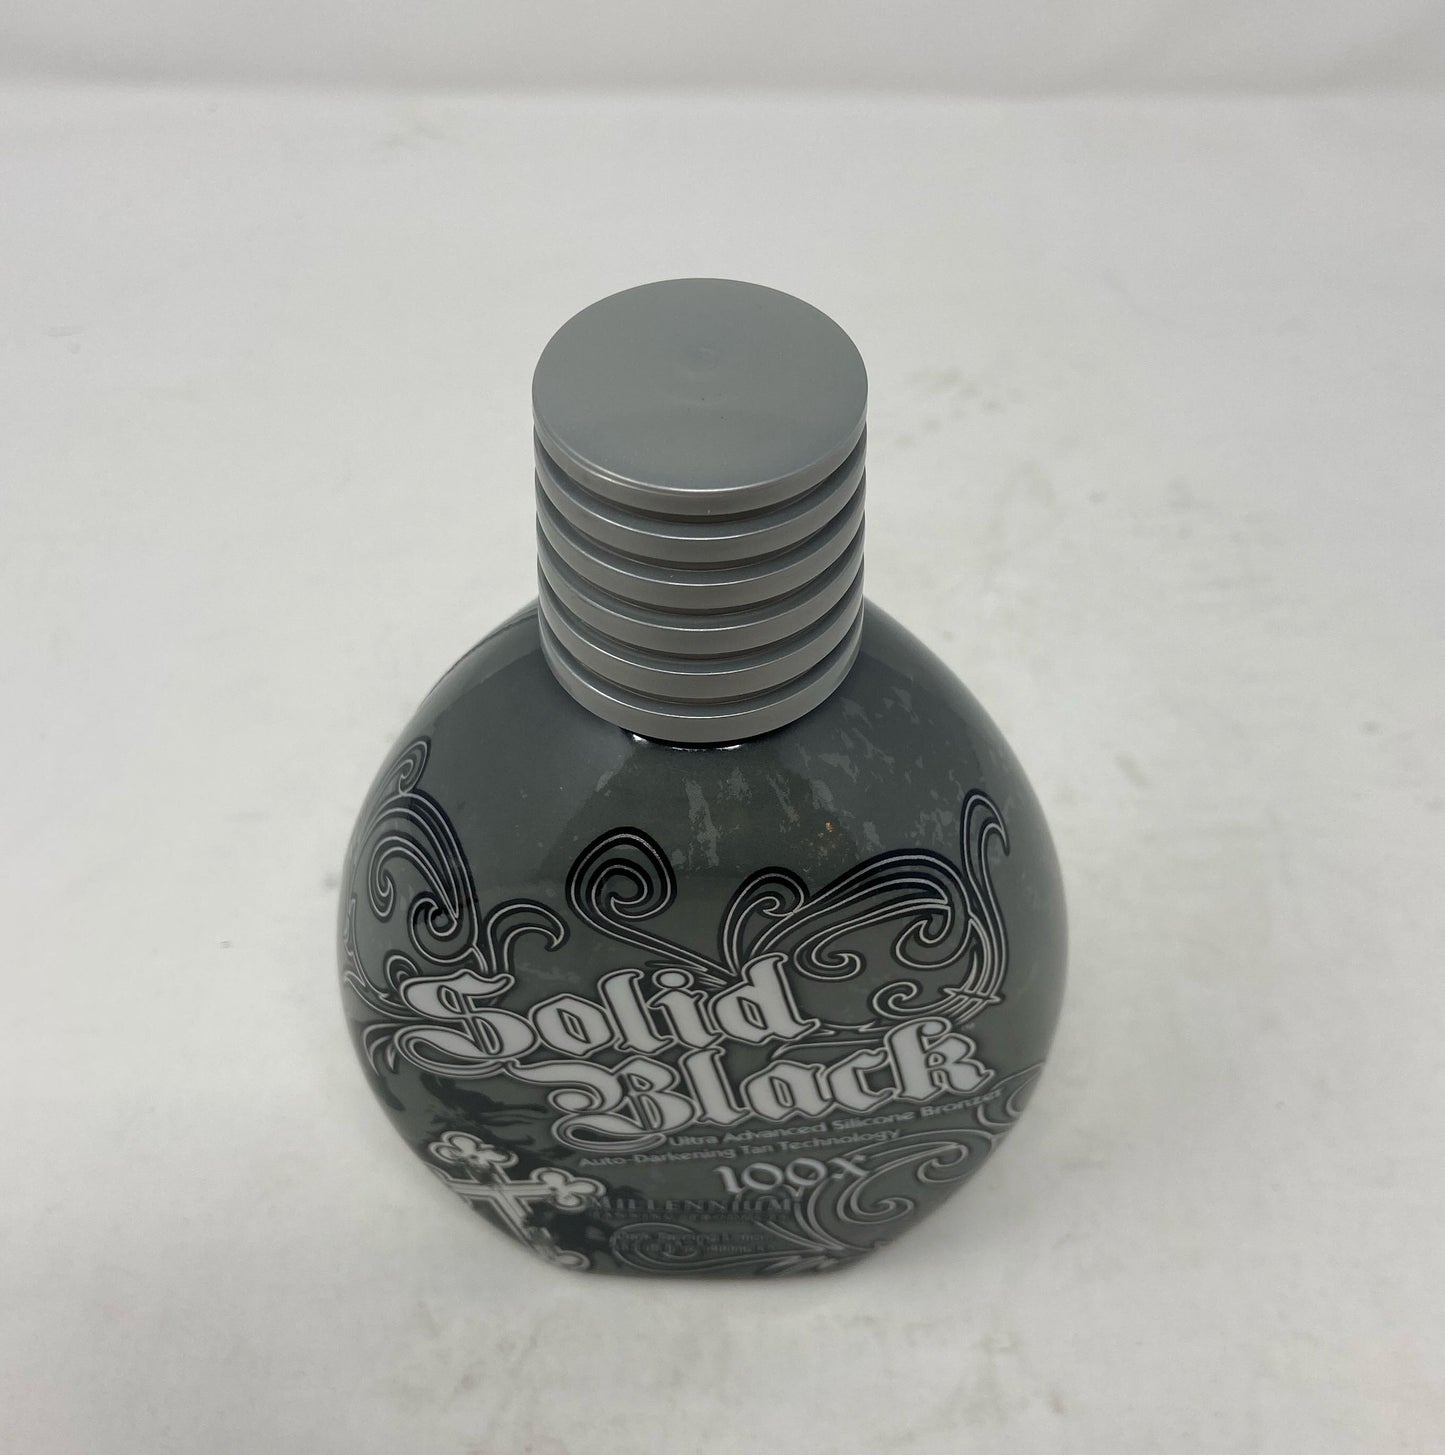 Solid
Black
Ultra Advanced Silicone Bronzer
Auto-Darkening Tan Technology
100X
MILLENNIUM